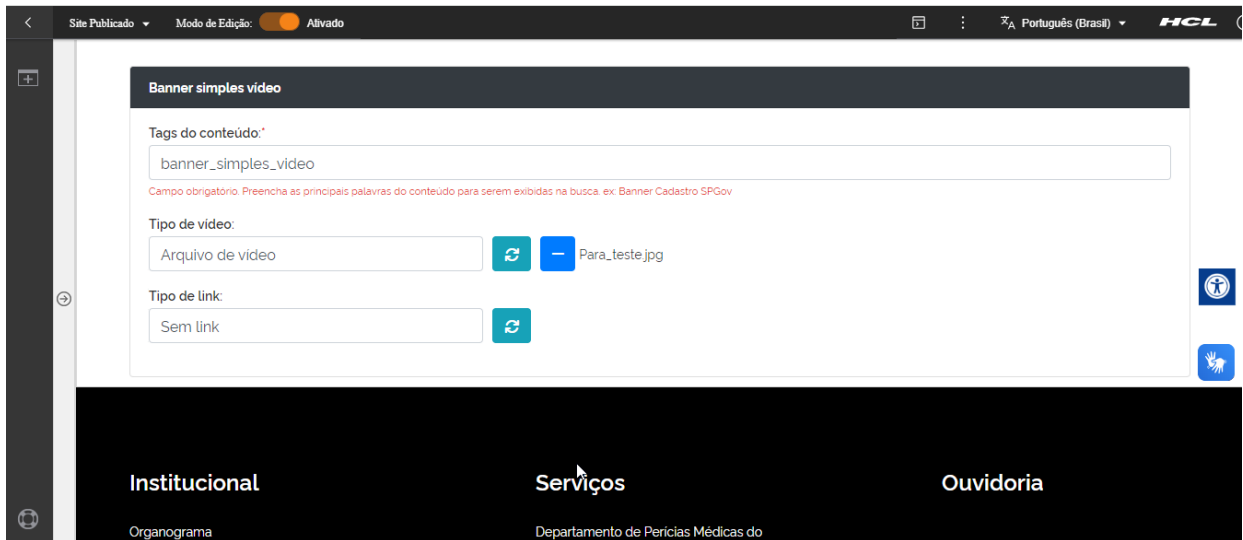 Site Publicado Modo de Edição: Ativado Português (Brasil) HCL
Banner simples vídeo
Tags do conteúdo:*
banner_simples_video
Campo obrigatório. Preencha as principais palavras do conteúdo para serem exibidas na busca. ex: Banner Cadastro SPGov
Tipo de vídeo:
Arquivo de vídeo Para_teste.jpg
Tipo de link:
Sem link
Institucional Serviços Ouvidoria
Organograma Departamento de Perícias Médicas do